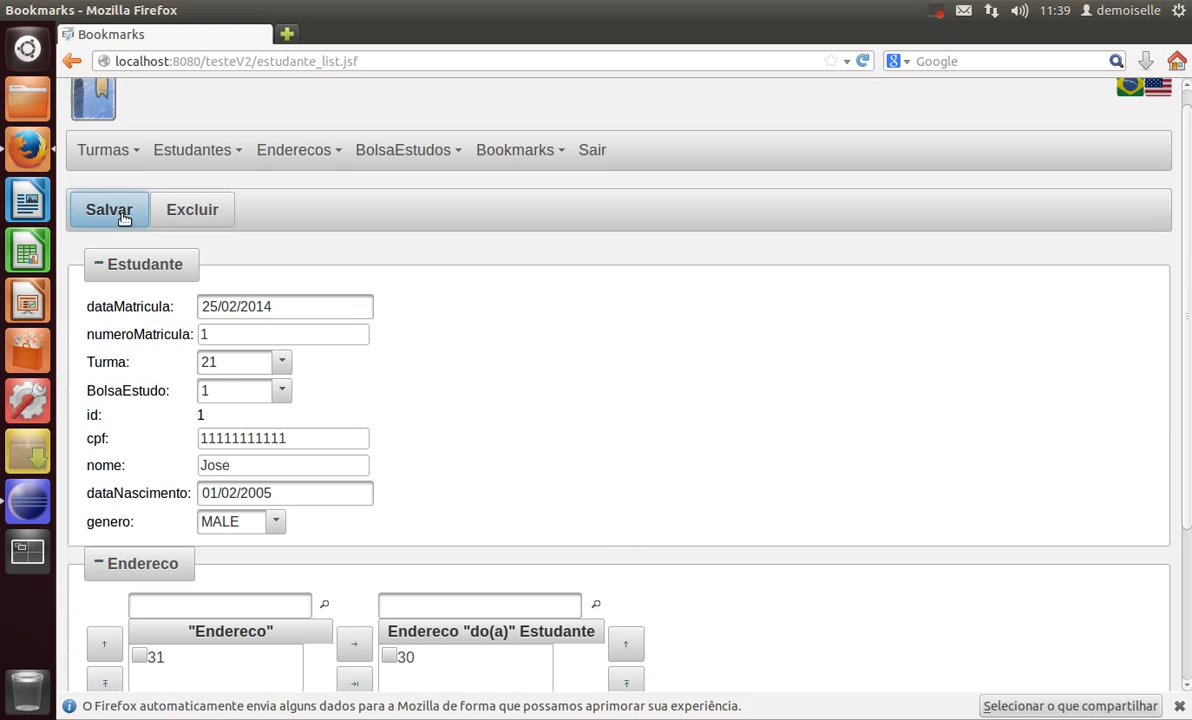 Bookmarks - Mozilla Firefox
11:39
demoiselle
Bookmarks
localhost:8080/testeV2/estudante_list.jsf
Google
Turmas
Estudantes
Enderecos
BolsaEstudos
Bookmarks
Sair
Salvar
Excluir
Estudante
dataMatricula: 25/02/2014
numeroMatricula: 1
Turma: 21
BolsaEstudo: 1
id: 1
cpf: 11111111111
nome: Jose
dataNascimento: 01/02/2005
genero: MALE
Endereco
"Endereco"
Endereco "do(a)" Estudante
31
30
O Firefox automaticamente envia alguns dados para a Mozilla de forma que possamos aprimorar sua experiência.
Selecionar o que compartilhar